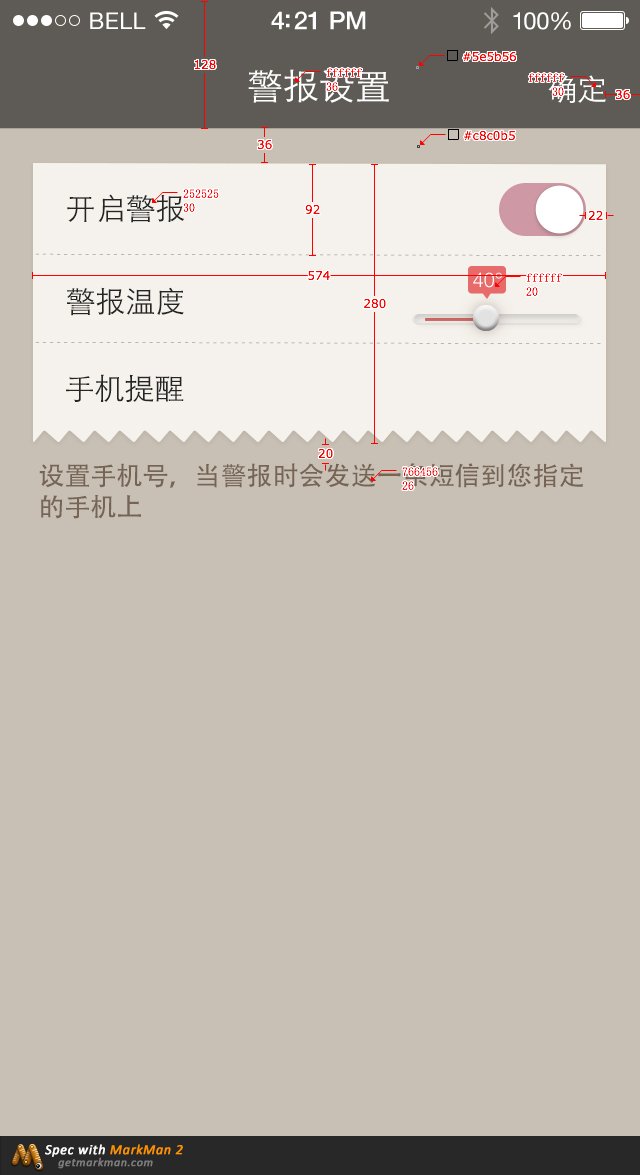 BELL 4:21 PM 100%
128
#5e5b56
警报设置
ffffff
36
确定
ffffff
30
36
36
#c8c0b5
开启警报
252525
30
92
22
574
警报温度
280
40°
ffffff
20
手机提醒
20
设置手机号，当警报时会发送一条短信到您指定
的手机上
766456
26
Spec with MarkMan 2
getmarkman.com